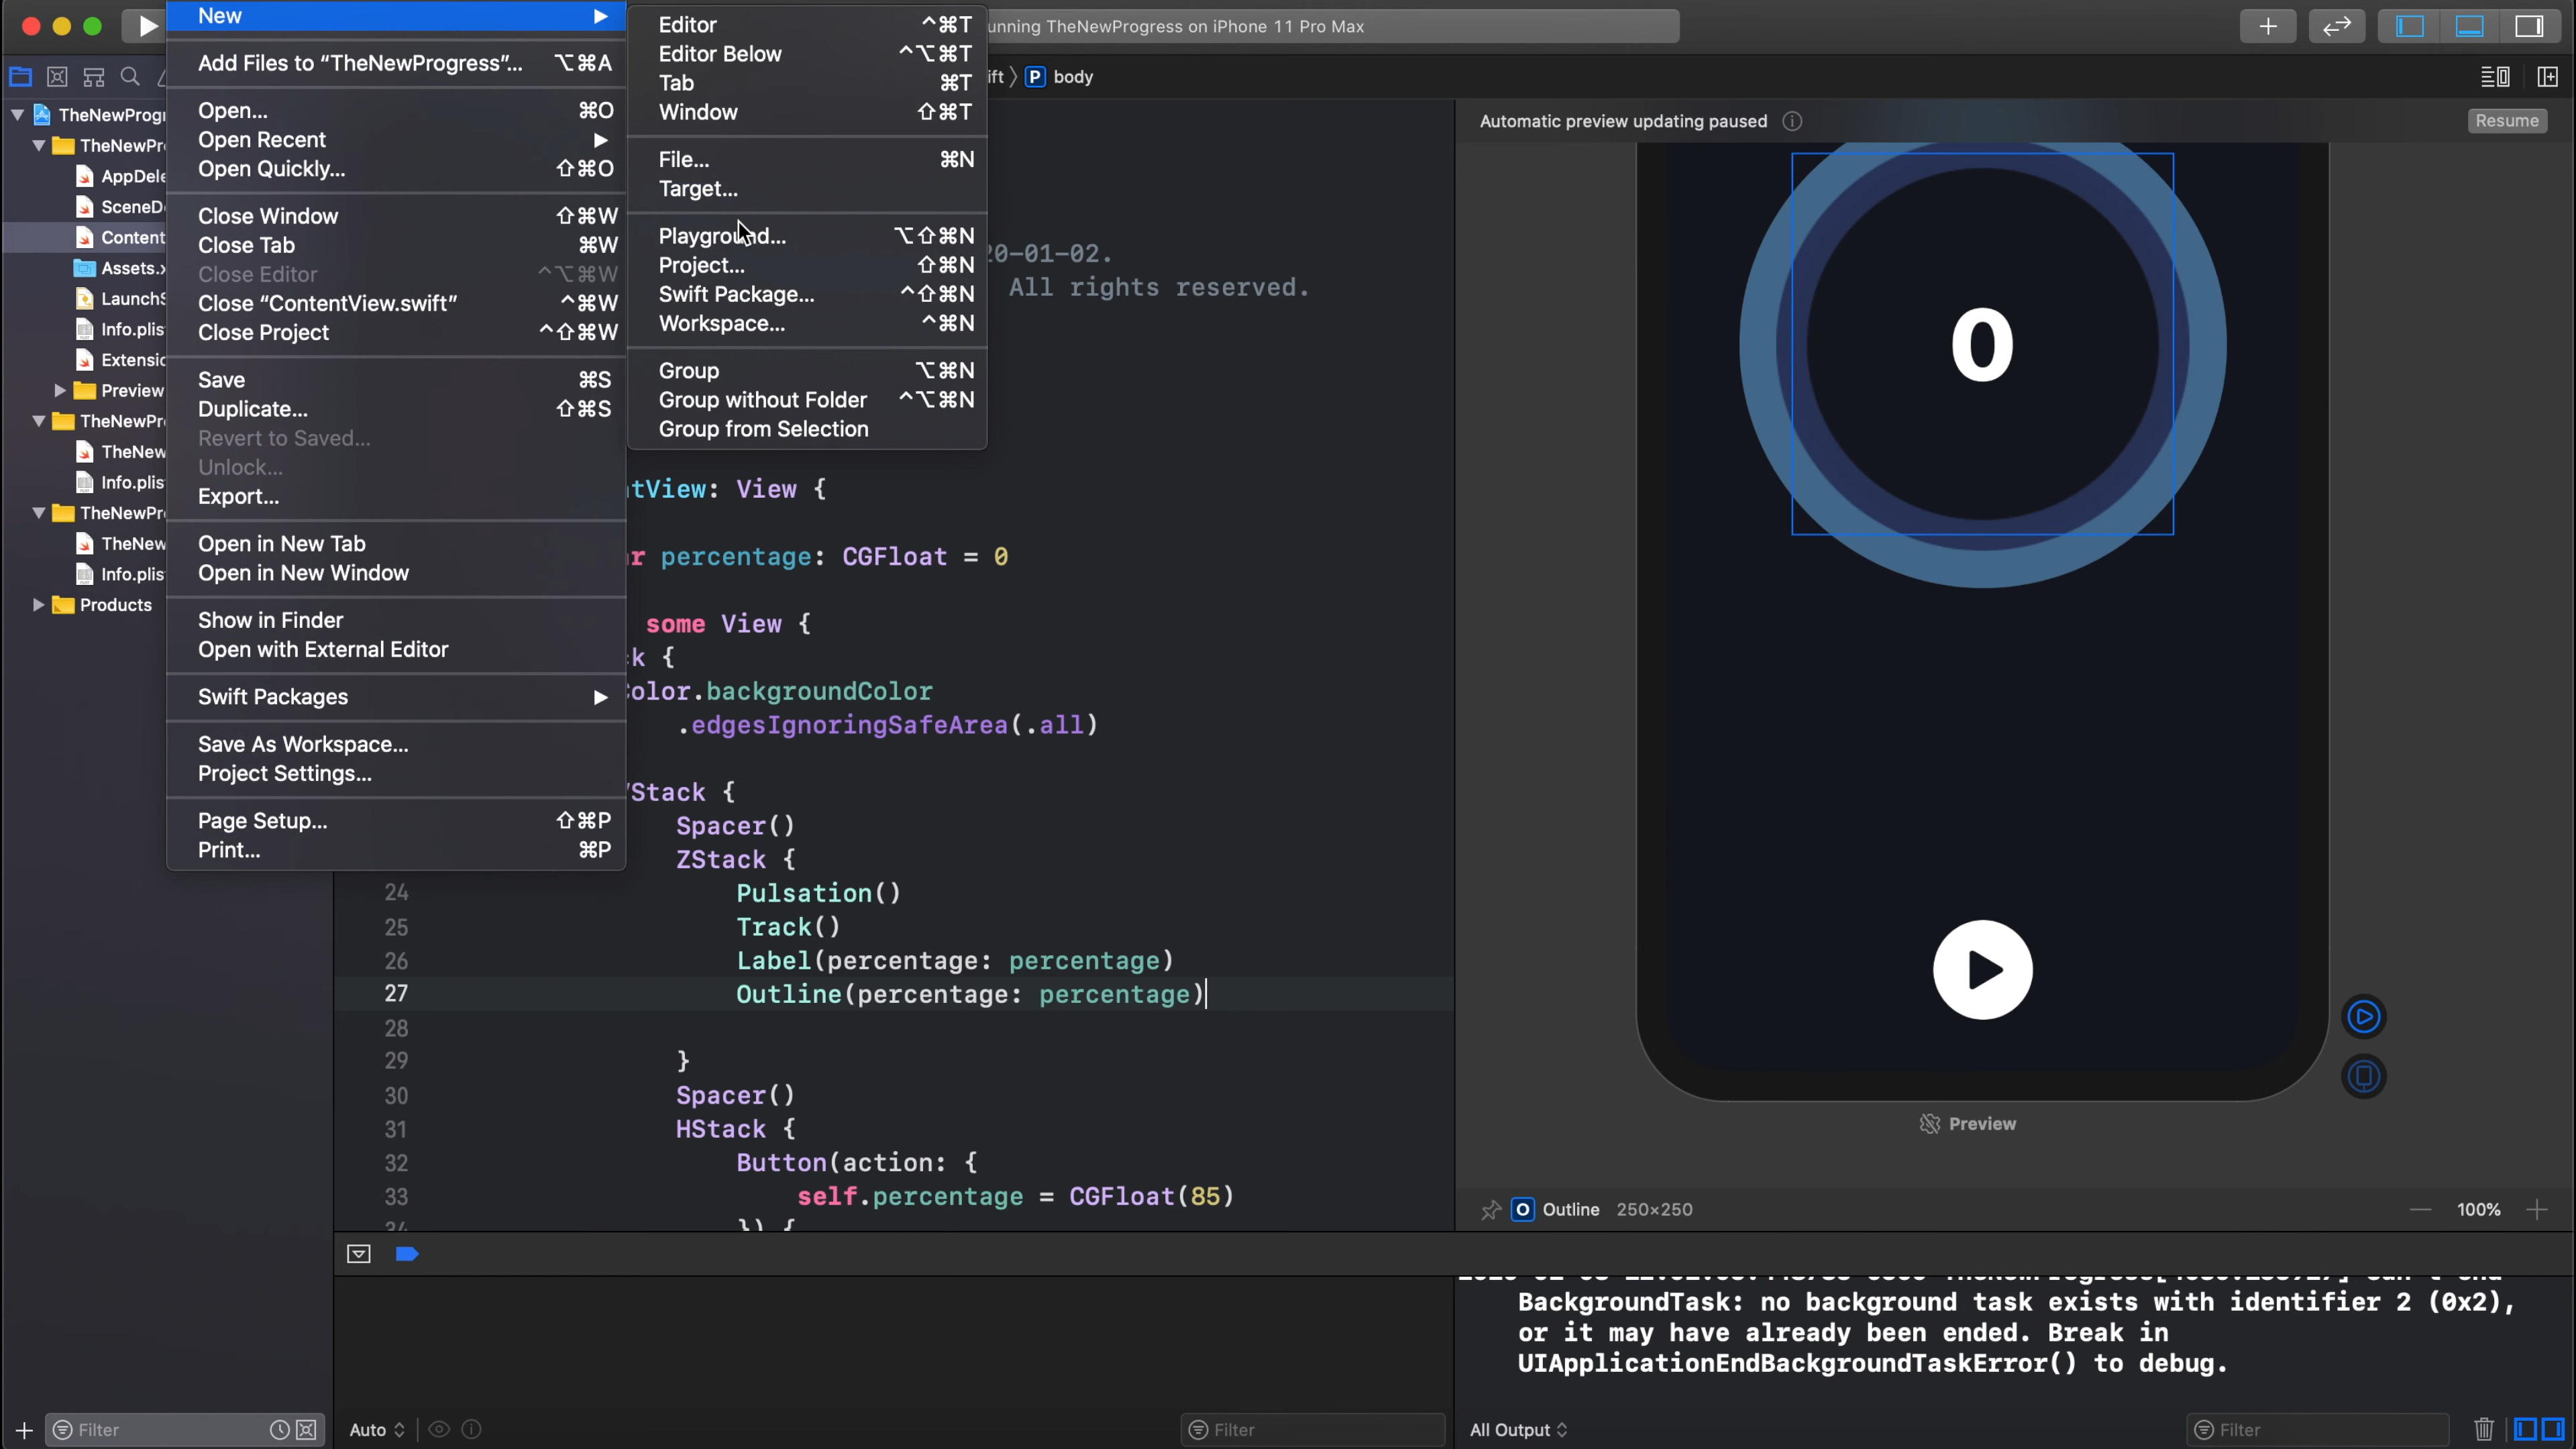 New
unning TheNewProgress on iPhone 11 Pro Max
Add Files to “TheNewProgress”... ⌥⌘A
Open... ⌘O
Open Recent
Open Quickly... ⇧⌘O
Close Window ⇧⌘W
Close Tab ⌘W
Close Editor ^⌥⌘W
Close “ContentView.swift” ^⌘W
Close Project ^⇧⌘W
Save ⌘S
Duplicate... ⇧⌘S
Revert to Saved...
Unlock...
Export...
Open in New Tab
Open in New Window
Show in Finder
Open with External Editor
Swift Packages
Save As Workspace...
Project Settings...
Page Setup... ⇧⌘P
Print... ⌘P
Editor ^⌘T
Editor Below ^⌥⌘T
Tab ⌘T
Window ⇧⌘T
File... ⌘N
Target...
Playground... ⌥⇧⌘N
Project... ⇧⌘N
Swift Package... ^⇧⌘N
Workspace... ^⌘N
Group ⌥⌘N
Group without Folder ^⌥⌘N
Group from Selection
TheNewProgr
TheNewPr
AppDele
SceneD
Content
Assets.x
LaunchS
Info.plis
Extensio
Preview
TheNewPr
TheNew
Info.plis
TheNewPr
TheNew
Info.plis
Products
ift 〉 P body
20-01-02.
All rights reserved.
tView: View {
r percentage: CGFloat = 0
some View {
k {
olor.backgroundColor
.edgesIgnoringSafeArea(.all)
Stack {
Spacer()
ZStack {
24 Pulsation()
25 Track()
26 Label(percentage: percentage)
27 Outline(percentage: percentage)
28
29 }
30 Spacer()
31 HStack {
32 Button(action: {
33 self.percentage = CGFloat(85)
34 }) {
Automatic preview updating paused
Resume
0
Preview
O Outline 250×250
100%
BackgroundTask: no background task exists with identifier 2 (0x2),
or it may have already been ended. Break in
UIApplicationEndBackgroundTaskError() to debug.
Filter
Auto
Filter
All Output
Filter